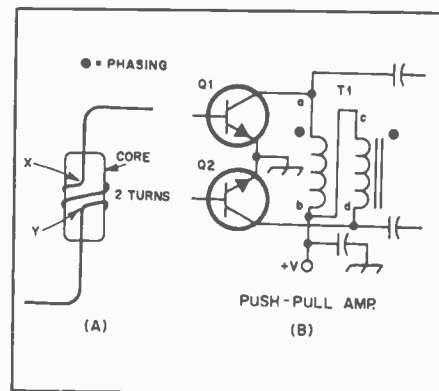 ● = PHASING
X
CORE
2 TURNS
Y
(A)
Q1
Q2
a
T1
c
b
d
+V
PUSH-PULL AMP.
(B)